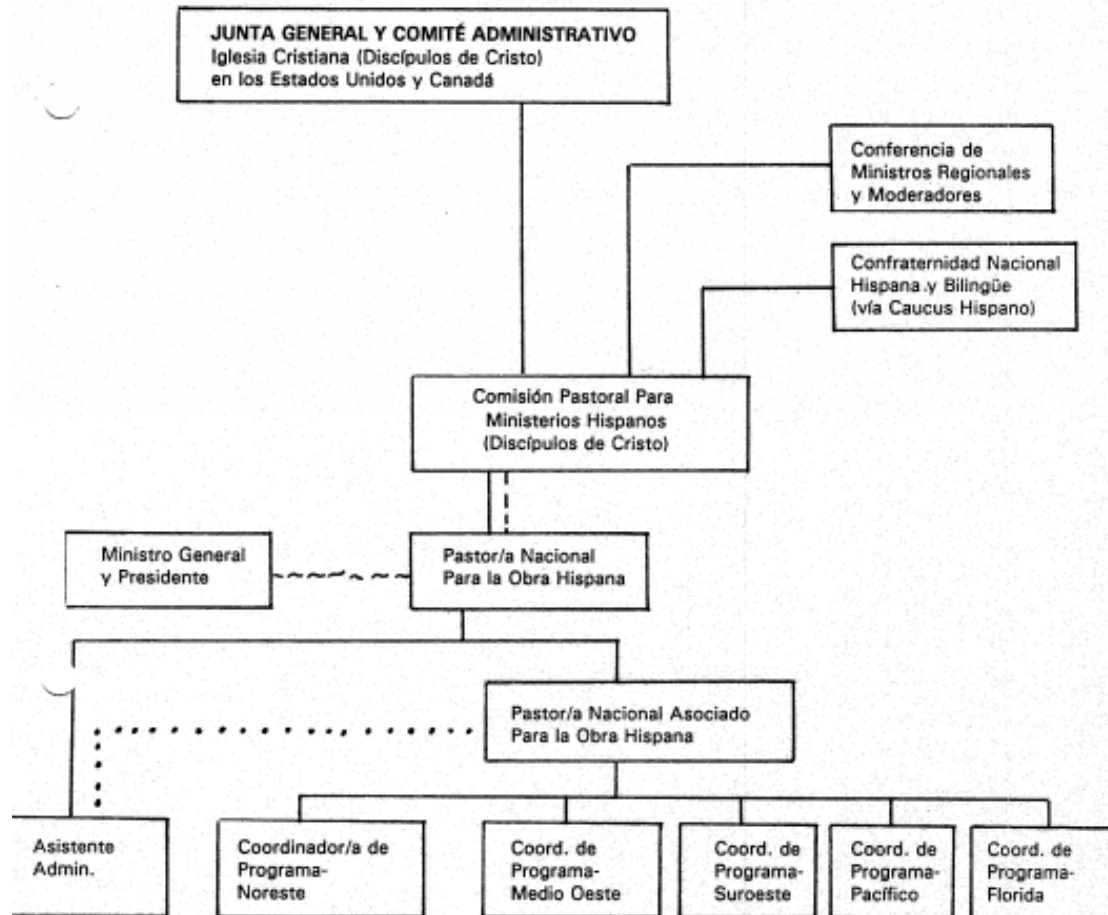 JUNTA GENERAL Y COMITÉ ADMINISTRATIVO
Iglesia Cristiana (Discípulos de Cristo)
en los Estados Unidos y Canadá
Conferencia de
Ministros Regionales
y Moderadores
Confraternidad Nacional
Hispana y Bilingüe
(vía Caucus Hispano)
Comisión Pastoral Para
Ministerios Hispanos
(Discípulos de Cristo)
Ministro General
y Presidente
Pastor/a Nacional
Para la Obra Hispana
Pastor/a Nacional Asociado
Para la Obra Hispana
Asistente
Admin.
Coordinador/a de
Programa-
Noreste
Coord. de
Programa-
Medio Oeste
Coord. de
Programa-
Suroeste
Coord. de
Programa-
Pacífico
Coord. de
Programa-
Florida